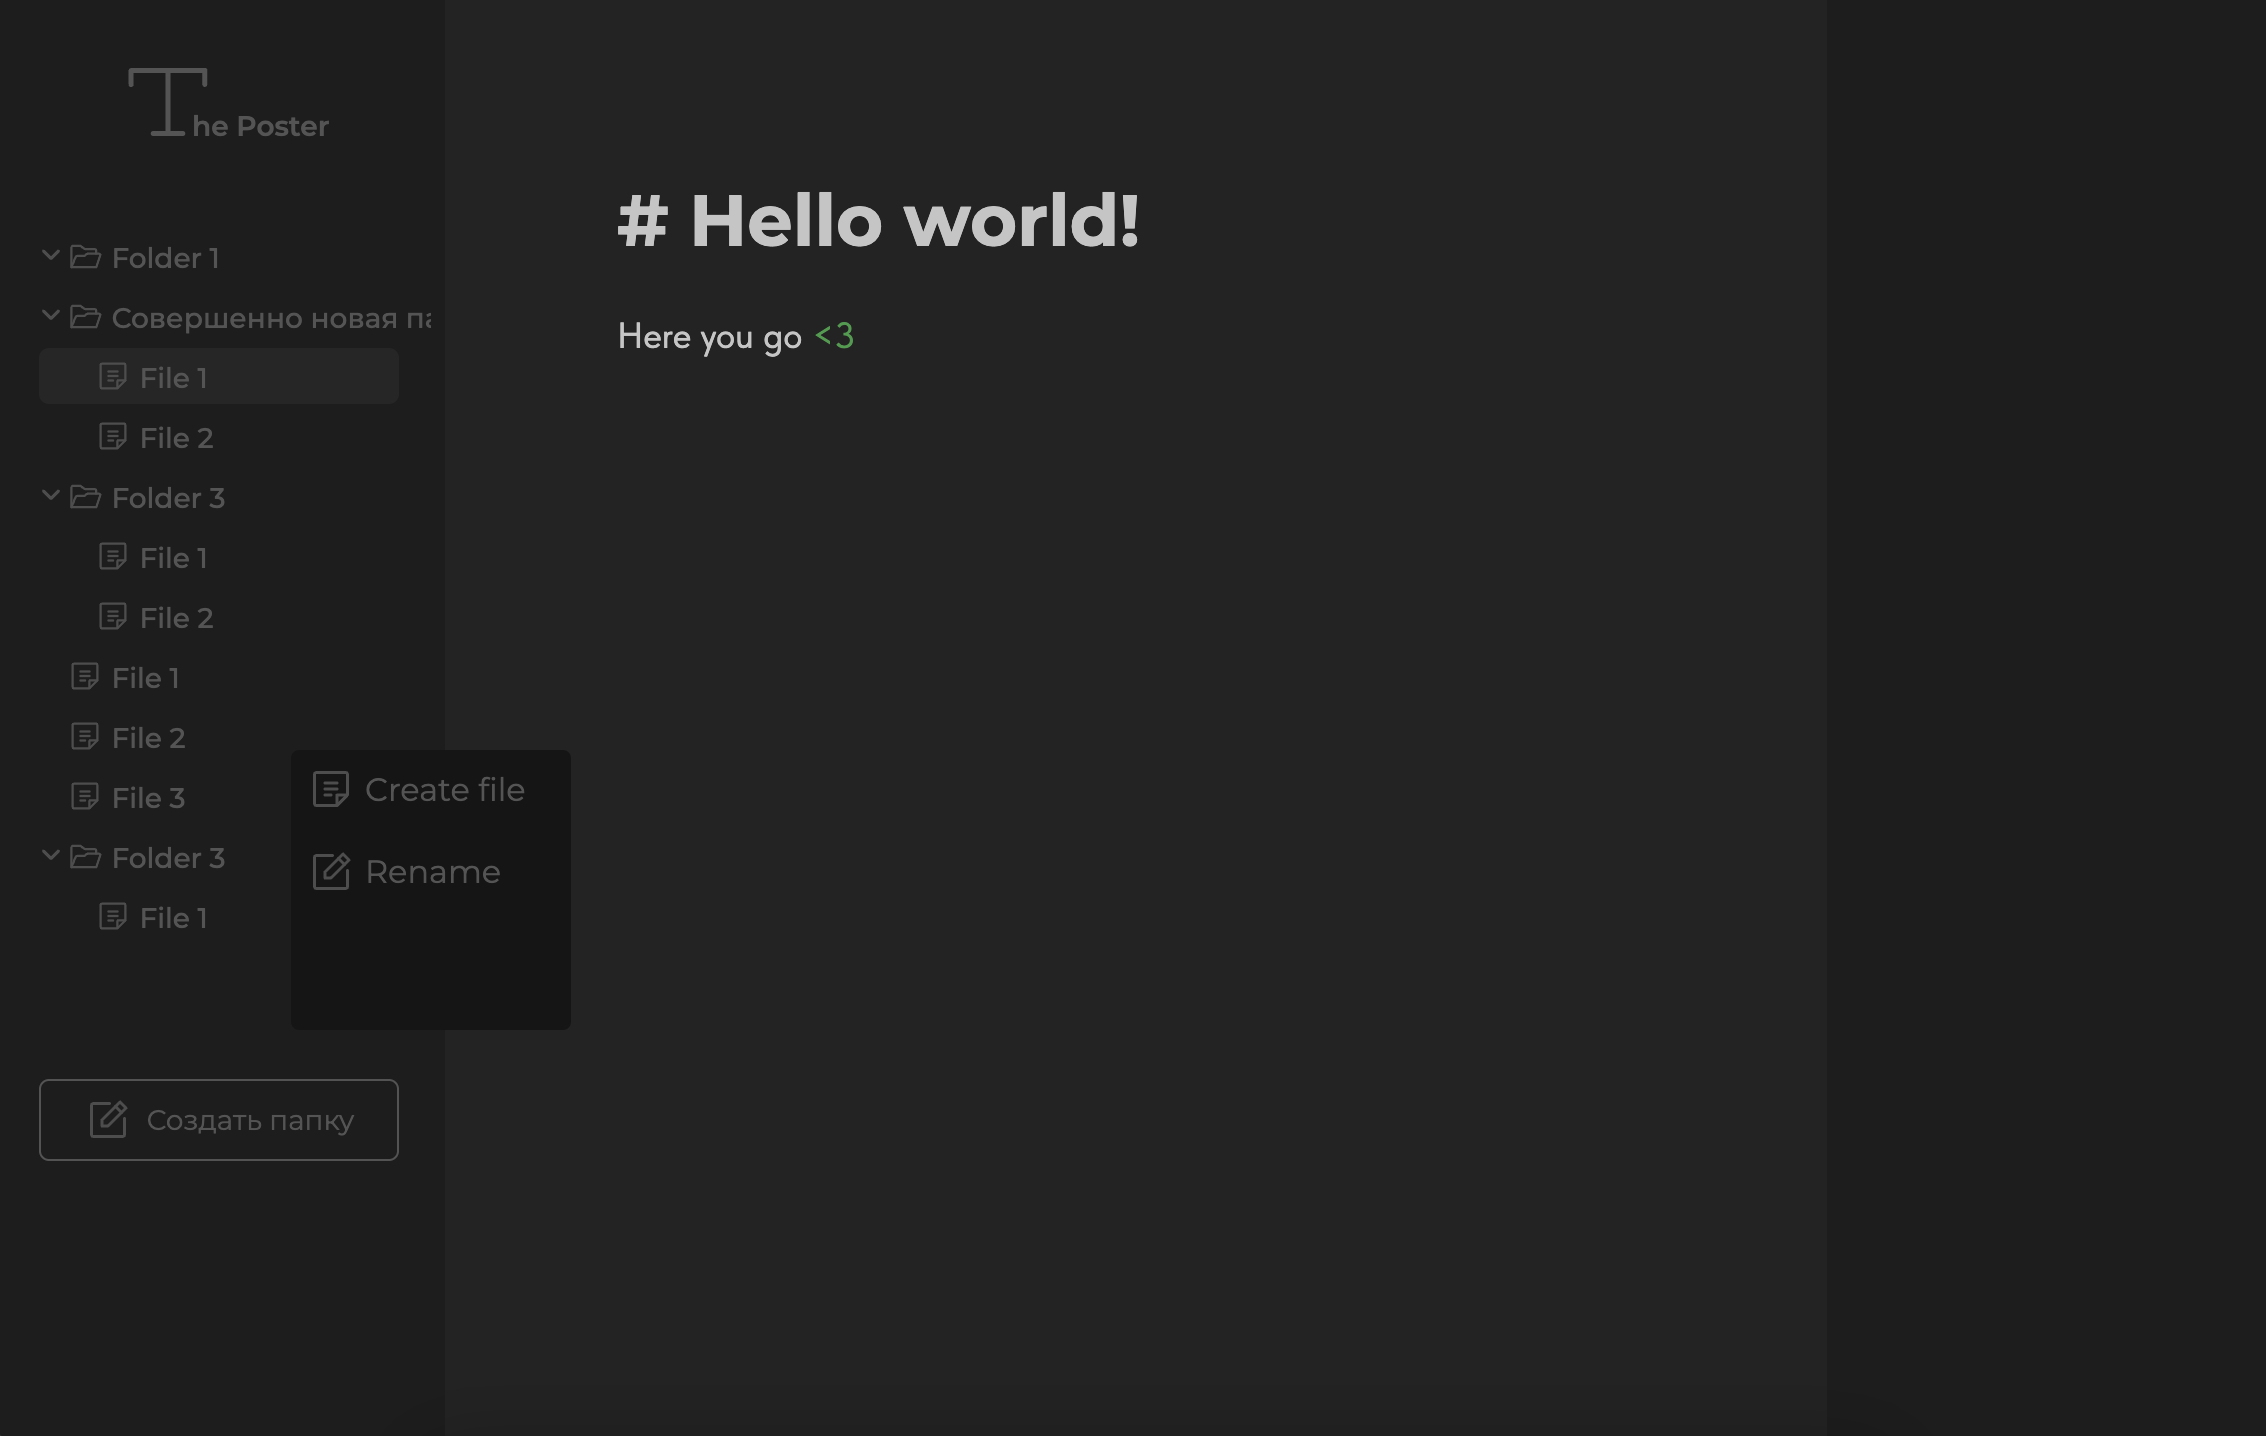 The Poster
Folder 1
Совершенно новая па
File 1
File 2
Folder 3
File 1
File 2
File 1
File 2
File 3
Folder 3
File 1
Создать папку
Create file
Rename
# Hello world!
Here you go <3